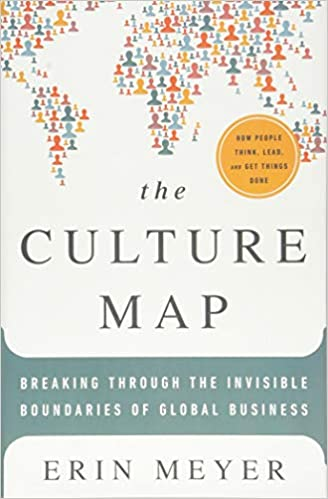 HOW PEOPLE
THINK, LEAD,
AND GET THINGS
DONE
the
CULTURE
MAP
BREAKING THROUGH THE INVISIBLE
BOUNDARIES OF GLOBAL BUSINESS
ERIN MEYER